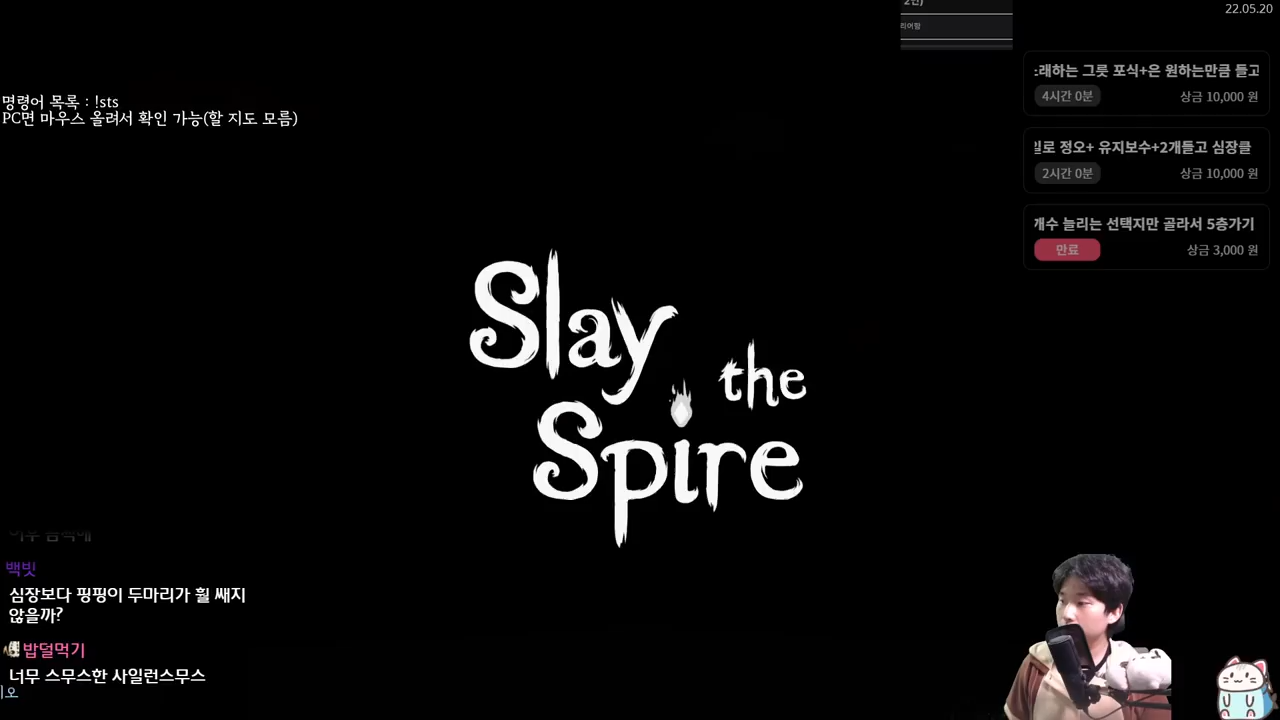 2인)
리어함
22.05.20
노래하는 그릇 포식+은 원하는만큼 들고
4시간 0분
상금 10,000 원
명령어 목록 : !sts
PC면 마우스 올려서 확인 가능(할 지도 모름)
일로 정오+ 유지보수+2개들고 심장클
2시간 0분
상금 10,000 원
개수 늘리는 선택지만 골라서 5층가기
만료
상금 3,000 원
Slay
the
Spire
백빗
심장보다 핑핑이 두마리가 훨 쌔지
않을까?
밥덜먹기
너무 스무스한 사일런스무스